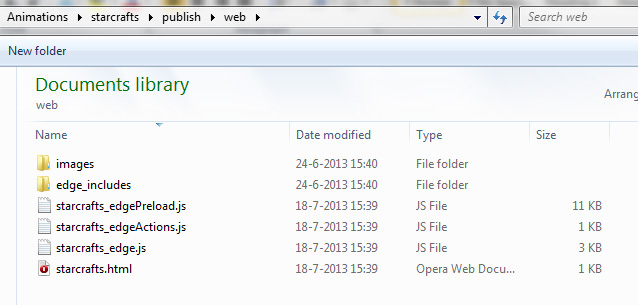 Animations starcrafts publish web Search web
New folder
Documents library
web Arrang
Name Date modified Type Size
images 24-6-2013 15:40 File folder
edge_includes 24-6-2013 15:40 File folder
starcrafts_edgePreload.js 18-7-2013 15:39 JS File 11 KB
starcrafts_edgeActions.js 18-7-2013 15:39 JS File 1 KB
starcrafts_edge.js 18-7-2013 15:39 JS File 3 KB
starcrafts.html 18-7-2013 15:39 Opera Web Docu... 1 KB